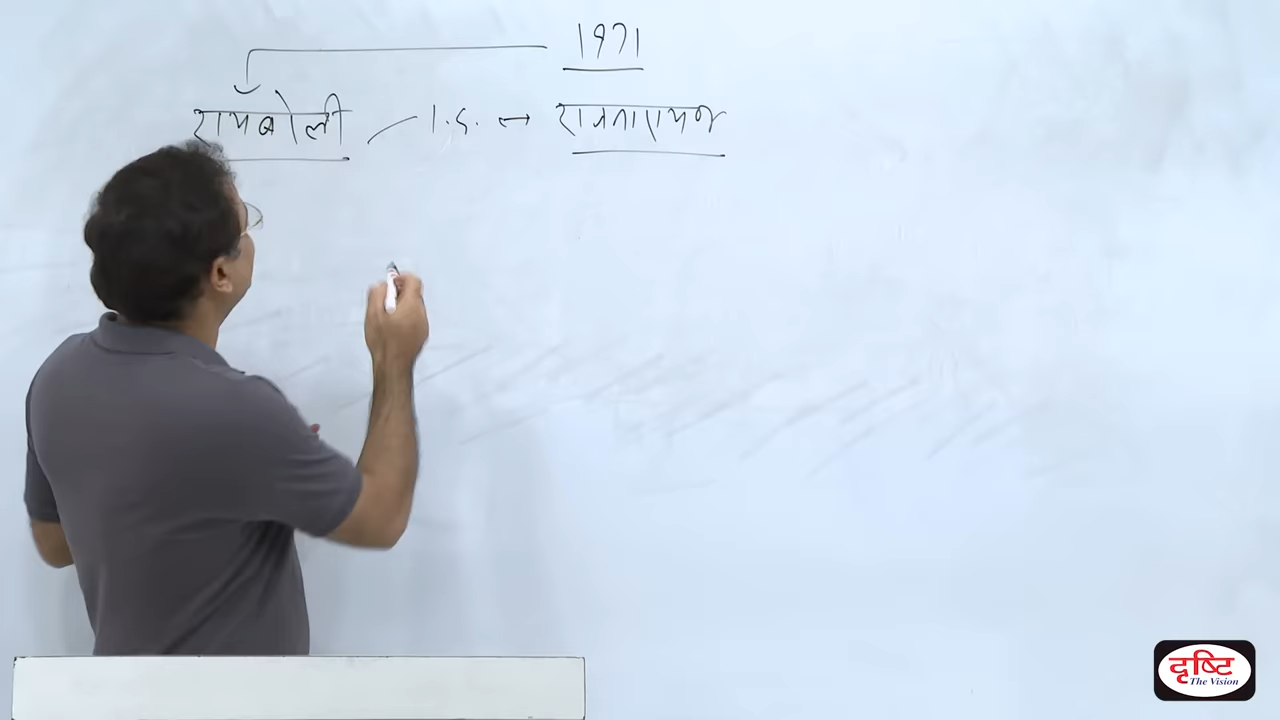 1971
रायबरेली / I.G. ↔ राजनारायण
दृष्टि
The Vision